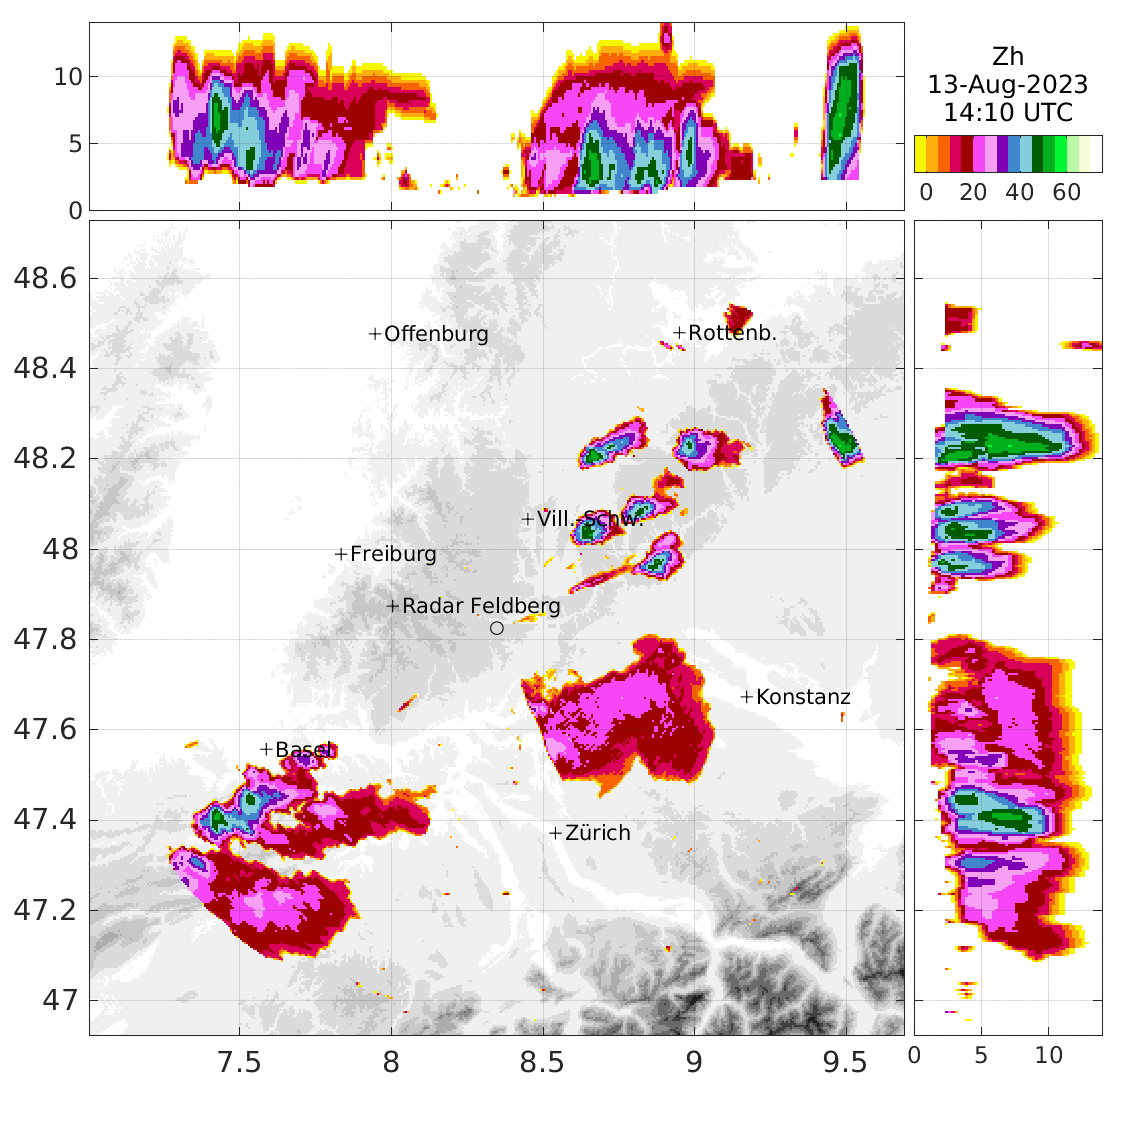 10
5
0
Zh
13-Aug-2023
14:10 UTC
0 20 40 60
48.6
48.4
48.2
48
47.8
47.6
47.4
47.2
47
+Offenburg
+Rottenb.
+Vill. Schw.
+Freiburg
+Radar Feldberg
+Konstanz
+Basel
+Zürich
7.5 8 8.5 9 9.5
0 5 10